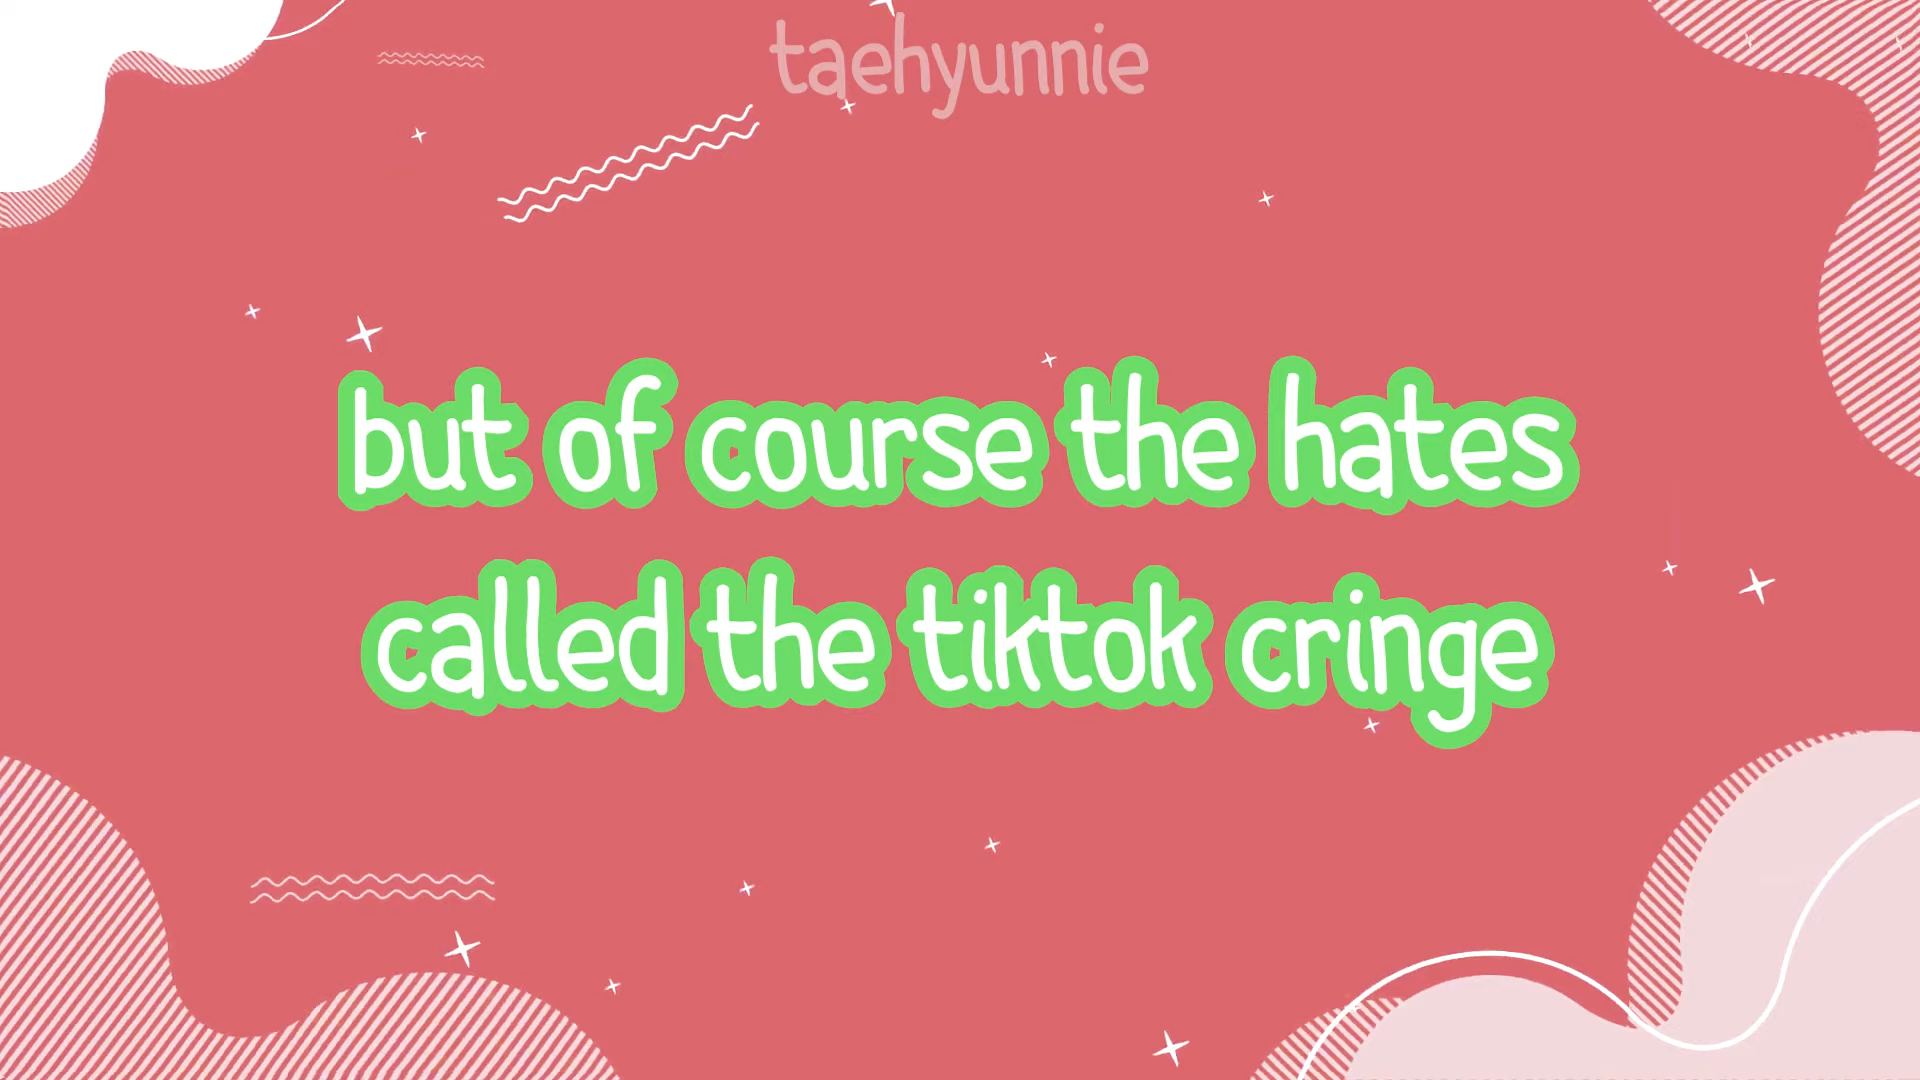 taehyunnie
but of course the hates
called the tiktok cringe